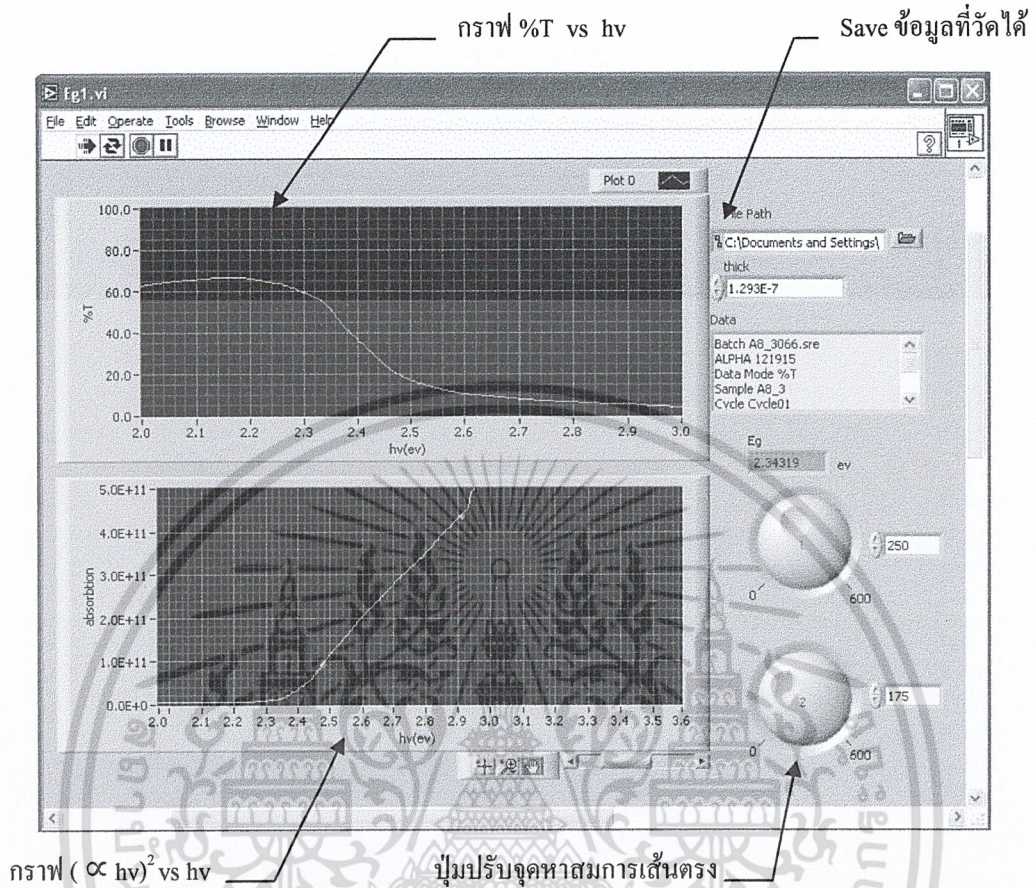 กราฟ %T vs hv
Save ข้อมูลที่วัดได้
Eg1.vi
File Edit Operate Tools Browse Window Help
Plot 0
100.0
80.0
60.0
40.0
20.0
0.0
%T
2.0 2.1 2.2 2.3 2.4 2.5 2.6 2.7 2.8 2.9 3.0
hv(ev)
File Path
C:\Documents and Settings\
thick
1.293E-7
Data
Batch A8_3066.sre
ALPHA 121915
Data Mode %T
Sample A8_3
Cycle Cycle01
Eg
2.34319 ev
5.0E+11
4.0E+11
3.0E+11
2.0E+11
1.0E+11
0.0E+0
absorbtion
2.0 2.1 2.2 2.3 2.4 2.5 2.6 2.7 2.8 2.9 3.0 3.1 3.2 3.3 3.4 3.5 3.6
hv(ev)
1
0 600
250
2
0 600
175
กราฟ ( ∝ hv)² vs hv
ปุ่มปรับจุดหาสมการเส้นตรง